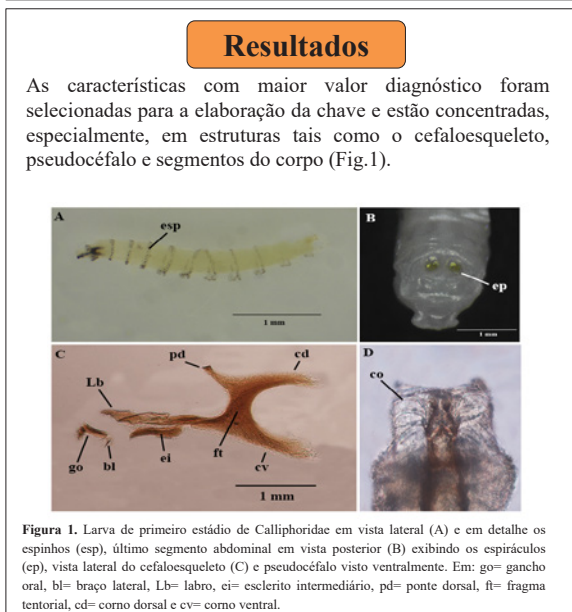 Resultados
As características com maior valor diagnóstico foram
selecionadas para a elaboração da chave e estão concentradas,
especialmente, em estruturas tais como o cefaloesqueleto,
pseudocéfalo e segmentos do corpo (Fig.1).
A
esp
1 mm
B
ep
1 mm
C
pd
cd
Lb
go
bl
ei
ft
cv
1 mm
D
co
Figura 1. Larva de primeiro estádio de Calliphoridae em vista lateral (A) e em detalhe os
espinhos (esp), último segmento abdominal em vista posterior (B) exibindo os espiráculos
(ep), vista lateral do cefaloesqueleto (C) e pseudocéfalo visto ventralmente. Em: go= gancho
oral, bl= braço lateral, Lb= labro, ei= esclerito intermediário, pd= ponte dorsal, ft= fragma
tentorial, cd= corno dorsal e cv= corno ventral.